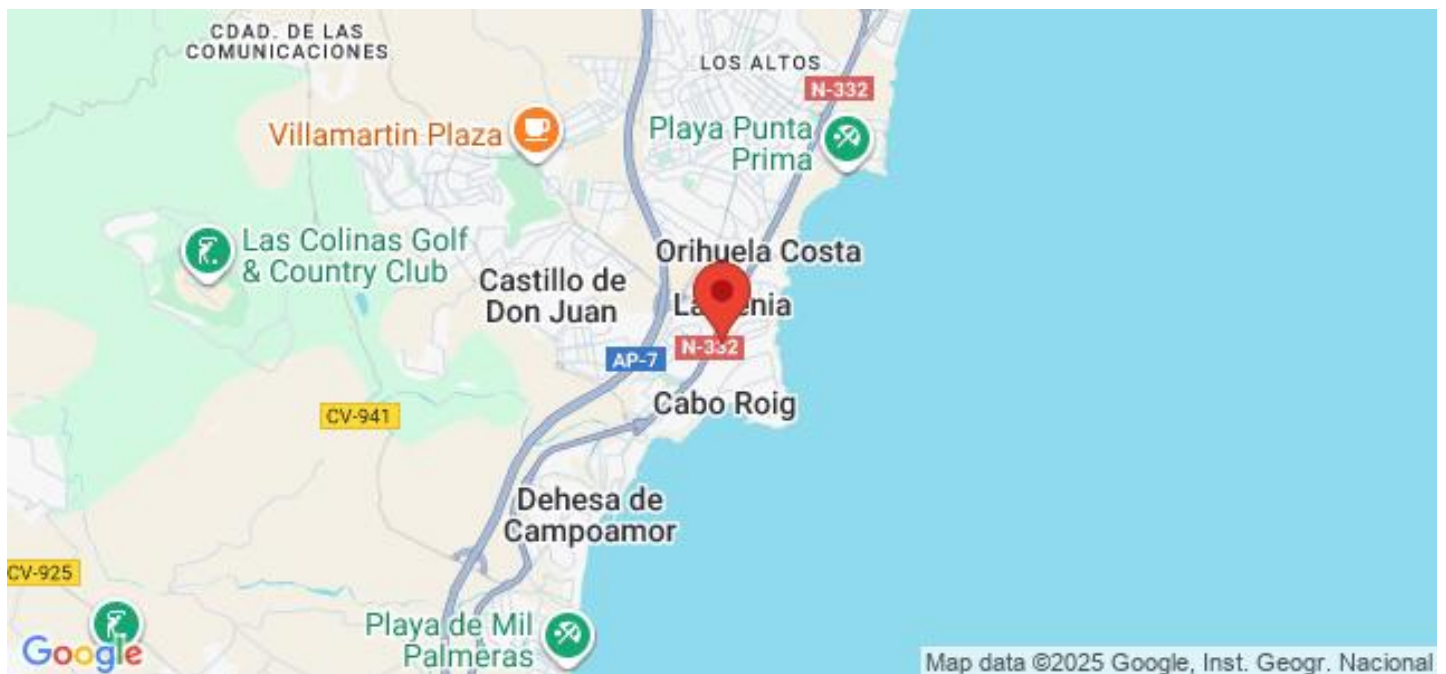 CDAD. DE LAS
COMUNICACIONES
LOS ALTOS
N-332
Villamartin Plaza
Playa Punta
Prima
Las Colinas Golf
& Country Club
Orihuela Costa
Castillo de
Don Juan
N-332
AP-7
Cabo Roig
CV-941
Dehesa de
Campoamor
CV-925
Playa de Mil
Palmeras
Google
Map data ©2025 Google, Inst. Geogr. Nacional